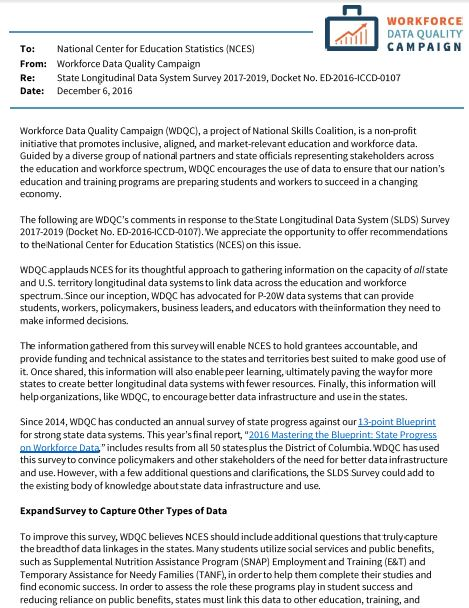 WORKFORCE
DATA QUALITY
CAMPAIGN
To: National Center for Education Statistics (NCES)
From: Workforce Data Quality Campaign
Re: State Longitudinal Data System Survey 2017-2019, Docket No. ED-2016-ICCD-0107
Date: December 6, 2016
Workforce Data Quality Campaign (WDQC), a project of National Skills Coalition, is a non-profit
initiative that promotes inclusive, aligned, and market-relevant education and workforce data.
Guided by a diverse group of national partners and state officials representing stakeholders across
the education and workforce spectrum, WDQC encourages the use of data to ensure that our nation's
education and training programs are preparing students and workers to succeed in a changing
economy.
The following are WDQC's comments in response to the State Longitudinal Data System (SLDS) Survey
2017-2019 (Docket No. ED-2016-ICCD-0107). We appreciate the opportunity to offer recommendations
to the National Center for Education Statistics (NCES) on this issue.
WDQC applauds NCES for its thoughtful approach to gathering information on the capacity of all state
and U.S. territory longitudinal data systems to link data across the education and workforce
spectrum. Since our inception, WDQC has advocated for P-20W data systems that can provide
students, workers, policymakers, business leaders, and educators with the information they need to
make informed decisions.
The information gathered from this survey will enable NCES to hold grantees accountable, and
provide funding and technical assistance to the states and territories best suited to make good use of
it. Once shared, this information will also enable peer learning, ultimately paving the way for more
states to create better longitudinal data systems with fewer resources. Finally, this information will
help organizations, like WDQC, to encourage better data infrastructure and use in the states.
Since 2014, WDQC has conducted an annual survey of state progress against our 13-point Blueprint
for strong state data systems. This year's final report, "2016 Mastering the Blueprint: State Progress
on Workforce Data," includes results from all 50 states plus the District of Columbia. WDQC has used
this survey to convince policymakers and other stakeholders of the need for better data infrastructure
and use. However, with a few additional questions and clarifications, the SLDS Survey could add to
the existing body of knowledge about state data infrastructure and use.
Expand Survey to Capture Other Types of Data
To improve this survey, WDQC believes NCES should include additional questions that truly capture
the breadth of data linkages in the states. Many students utilize social services and public benefits,
such as Supplemental Nutrition Assistance Program (SNAP) Employment and Training (E&T) and
Temporary Assistance for Needy Families (TANF), in order to help them complete their studies and
find economic success. In order to assess the role these programs play in student success and
reducing reliance on public benefits, states must link this data to other education, training, and